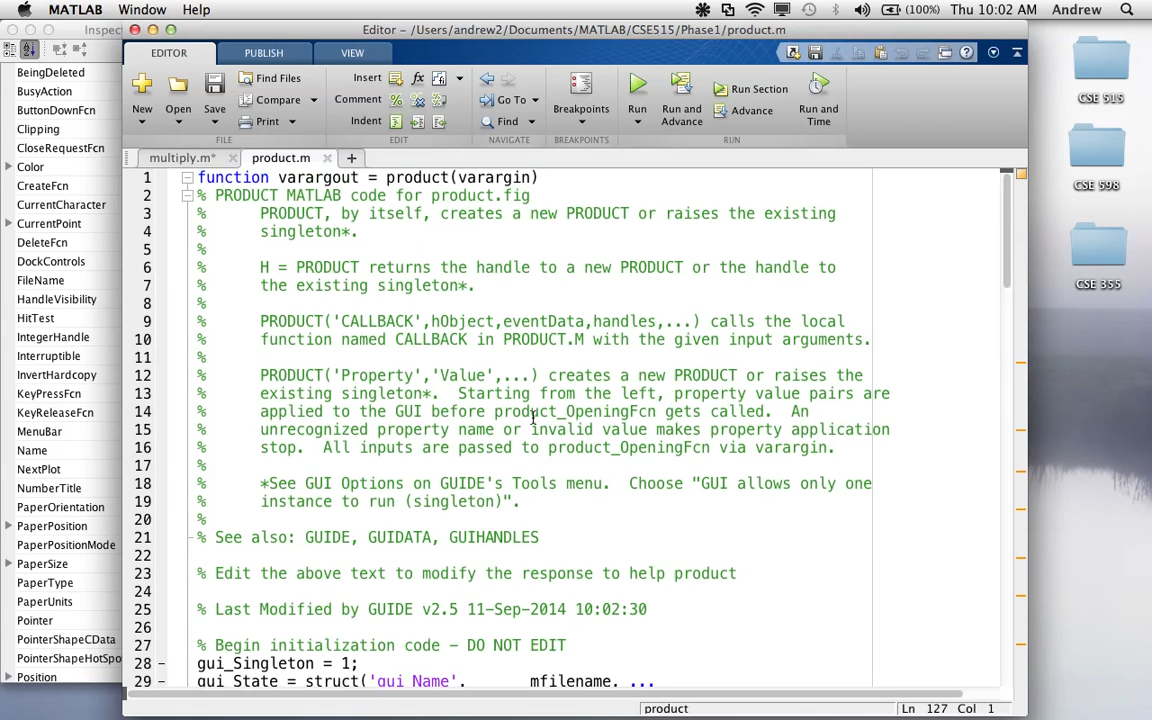 MATLAB Window Help
(100%) Thu 10:02 AM Andrew
Inspec
Editor - /Users/andrew2/Documents/MATLAB/CSE515/Phase1/product.m
EDITOR PUBLISH VIEW
New Open Save
Find Files
Compare
Print
FILE
Insert
Comment
Indent
EDIT
Go To
Find
NAVIGATE
Breakpoints
BREAKPOINTS
Run
Run and Advance
Run Section
Advance
Run and Time
RUN
multiply.m* product.m
BeingDeleted
BusyAction
ButtonDownFcn
Clipping
CloseRequestFcn
Color
CreateFcn
CurrentCharacter
CurrentPoint
DeleteFcn
DockControls
FileName
HandleVisibility
HitTest
IntegerHandle
Interruptible
InvertHardcopy
KeyPressFcn
KeyReleaseFcn
MenuBar
Name
NextPlot
NumberTitle
PaperOrientation
PaperPosition
PaperPositionMode
PaperSize
PaperType
PaperUnits
Pointer
PointerShapeCData
PointerShapeHotSpo
Position
1 function varargout = product(varargin)
2 % PRODUCT MATLAB code for product.fig
3 %      PRODUCT, by itself, creates a new PRODUCT or raises the existing
4 %      singleton*.
5 %
6 %      H = PRODUCT returns the handle to a new PRODUCT or the handle to
7 %      the existing singleton*.
8 %
9 %      PRODUCT('CALLBACK',hObject,eventData,handles,...) calls the local
10 %      function named CALLBACK in PRODUCT.M with the given input arguments.
11 %
12 %      PRODUCT('Property','Value',...) creates a new PRODUCT or raises the
13 %      existing singleton*.  Starting from the left, property value pairs are
14 %      applied to the GUI before product_OpeningFcn gets called.  An
15 %      unrecognized property name or invalid value makes property application
16 %      stop.  All inputs are passed to product_OpeningFcn via varargin.
17 %
18 %      *See GUI Options on GUIDE's Tools menu.  Choose "GUI allows only one
19 %      instance to run (singleton)".
20 %
21 % See also: GUIDE, GUIDATA, GUIHANDLES
22
23 % Edit the above text to modify the response to help product
24
25 % Last Modified by GUIDE v2.5 11-Sep-2014 10:02:30
26
27 % Begin initialization code - DO NOT EDIT
28 gui_Singleton = 1;
29 gui_State = struct('gui_Name',       mfilename, ...
product
Ln 127 Col 1
CSE 515
CSE 598
CSE 355